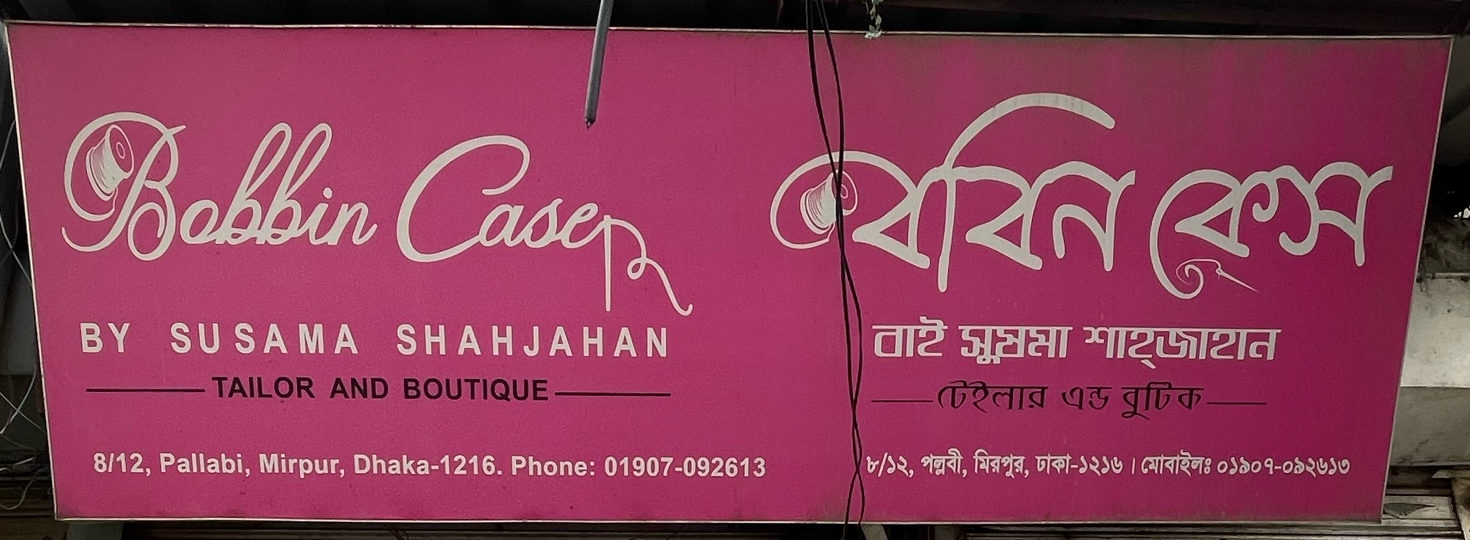 Bobbin Case
BY SUSAMA SHAHJAHAN
TAILOR AND BOUTIQUE
8/12, Pallabi, Mirpur, Dhaka-1216. Phone: 01907-092613
ববিন কেস
বাই সুষমা শাহ্জাহান
টেইলার এন্ড বুটিক
৮/১২, পল্লবী, মিরপুর, ঢাকা-১২১৬। মোবাইলঃ ০১৯০৭-০৯২৬১৩